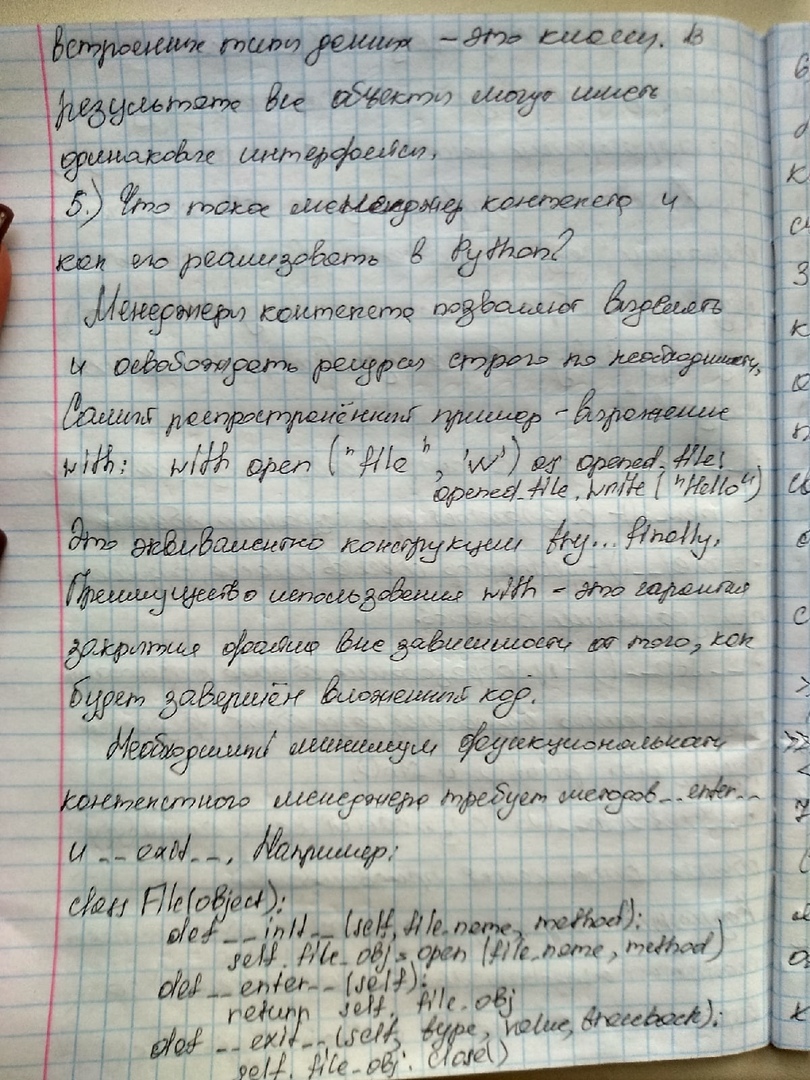 встроенных типы данных - это классы. В
результате все объекты могут иметь
одинаковые интерфейсы.
5.) Что такое менеджер контекста и
как его реализовать в Python?
Менеджеры контекста позволяют выделять
и освобождать ресурсы строго по необходимости.
Самый распространённый пример - выражение
with: with open ("file", 'w') as opened_file:
opened_file.write("Hello")
Это эквивалентно конструкции try...finally.
Преимущество использования with - это гарантия
закрытия файла вне зависимости от того, как
будет завершён вложенный код.
Необходимый минимум функциональности
контекстного менеджера требует методов __enter__
и __exit__. Например:
class File(object):
def __init__(self, file_name, method):
self.file_obj = open (file_name, method)
def __enter__(self):
return self.file_obj
def __exit__(self, type, value, traceback):
self.file_obj.close()